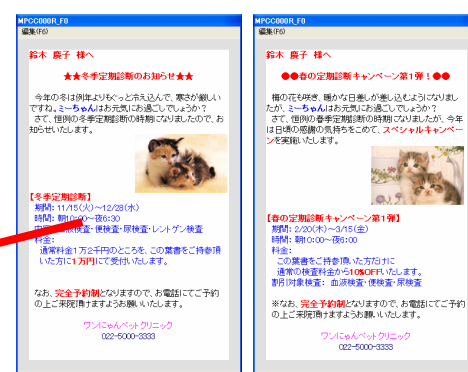 MPCC000R_F0
編集(F6)
鈴木 慶子 様へ
★★冬季定期診断のお知らせ★★
今年の冬は例年よりもぐっと冷え込んで、寒さが厳しい
ですね。ミーちゃんはお元気にお過ごしでしょうか?
さて、恒例の冬季定期診断の時期になりましたので、お
知らせいたします。
【冬季定期診断】
期間: 11/15(火)～12/28(水)
時間: 朝10:00～夜6:30
血液検査・便検査・尿検査・レントゲン検査
料金:
通常料金1万2千円のところを、この葉書をご持参頂
いた方に1万円にて受付いたします。
なお、完全予約制となりますので、お電話にてご予約
の上ご来院頂けますようお願いいたします。
ワンにゃんペットクリニック
022-5000-3333
MPCC000R_F0
編集(F6)
鈴木 慶子 様へ
●●春の定期診断キャンペーン第1弾!●●
梅の花も咲き、暖かな日差しが差し込むようになりまし
たが、ミーちゃんはお元気にお過ごしでしょうか?
さて、恒例の春季定期診断の時期になりましたが、今年
は日頃の感謝の気持ちをこめて、スペシャルキャンペー
ンを実施いたします。
【春の定期診断キャンペーン第1弾】
期間: 2/20(木)～3/15(金)
時間: 朝10:00～夜6:00
料金:
この葉書をご持参頂いた方だけに
通常の検査料金から10%OFFいたします。
割引対象検査: 血液検査・便検査・尿検査
※なお、完全予約制となりますので、お電話にてご予約
の上ご来院頂けますようお願いいたします。
ワンにゃんペットクリニック
022-5000-3333